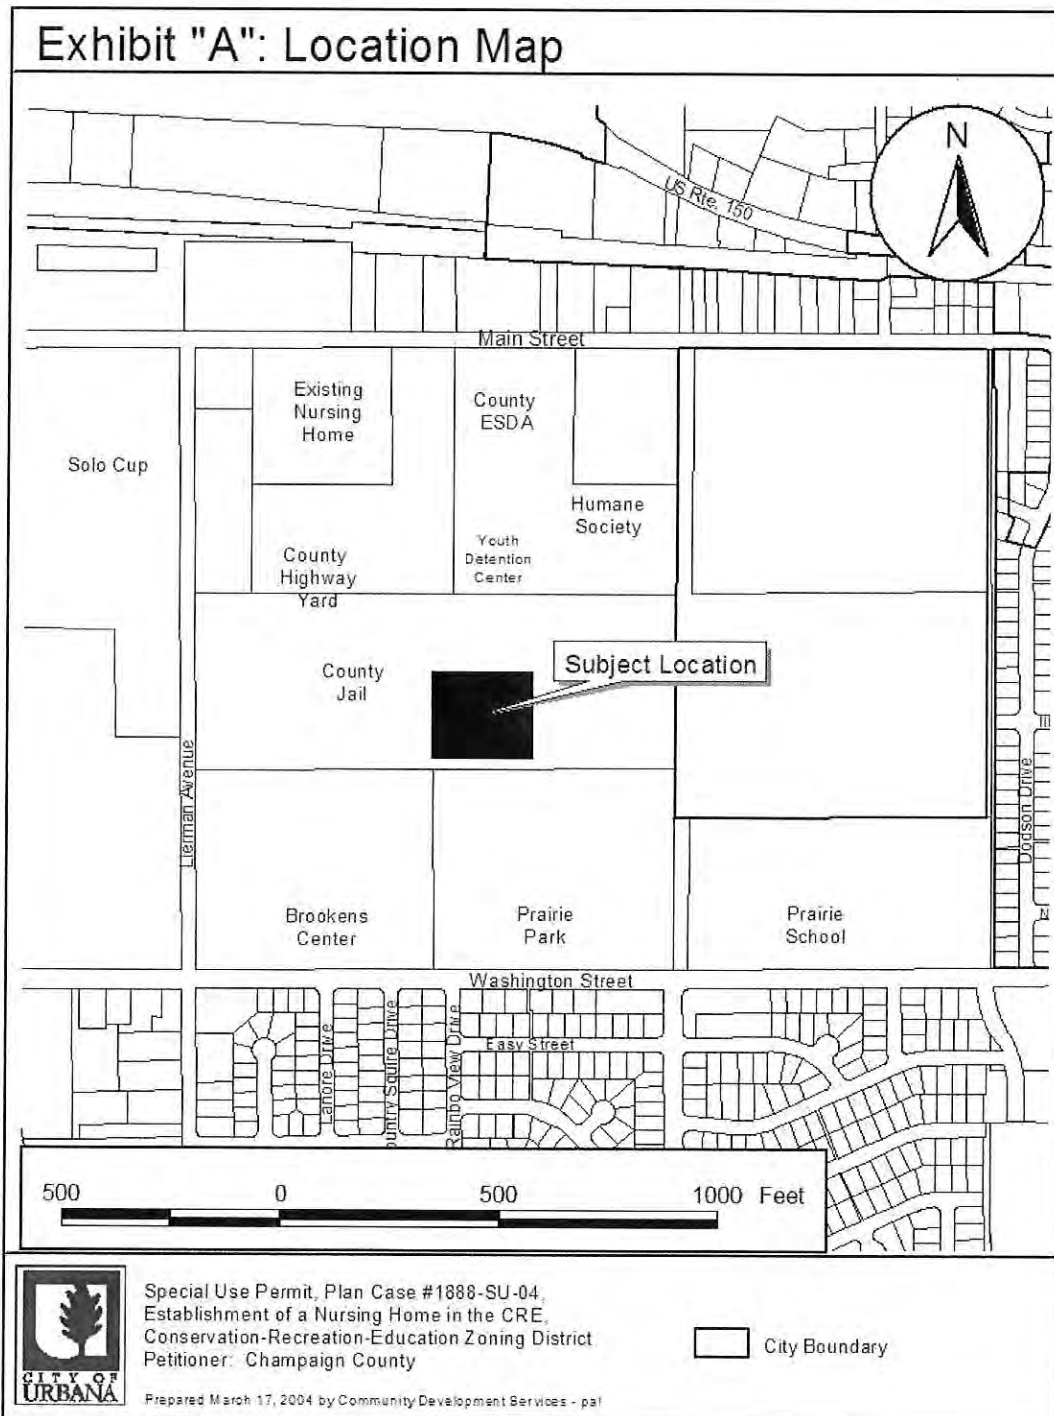 Exhibit "A": Location Map
N
US Rte. 150
Main Street
Existing
Nursing
Home
County
ESDA
Solo Cup
Humane
Society
Youth
Detention
Center
County
Highway
Yard
Subject Location
County
Jail
Lierman Avenue
Dodson Drive
Brookens
Center
Prairie
Park
Prairie
School
Washington Street
Easy Street
Lanore Drive
ountry Squire Drive
Rainbo View Drive
500 0 500 1000 Feet
Special Use Permit, Plan Case #1888-SU-04,
Establishment of a Nursing Home in the CRE,
Conservation-Recreation-Education Zoning District
Petitioner: Champaign County
City Boundary
CITY OF
URBANA
Prepared March 17, 2004 by Community Development Services - pal